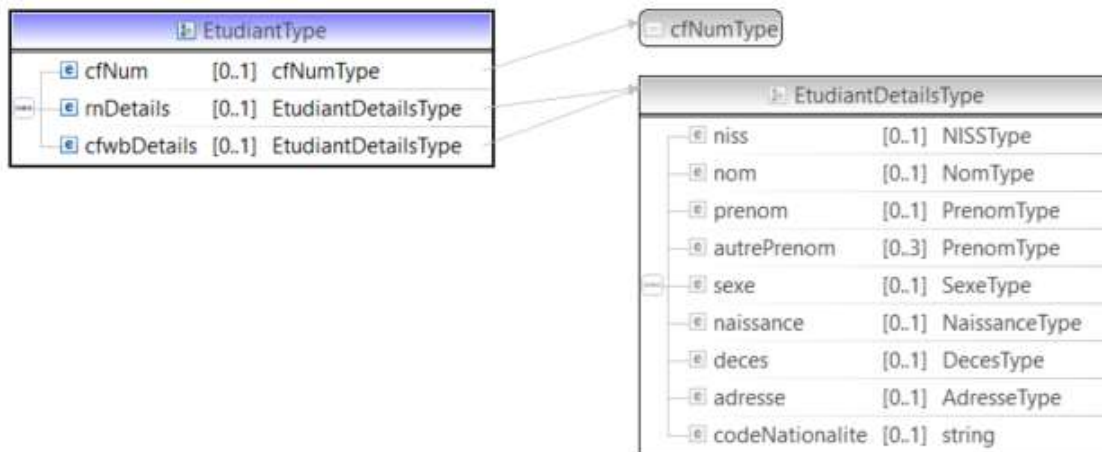 EtudiantType
cfNum [0..1] cfNumType
rnDetails [0..1] EtudiantDetailsType
cfwbDetails [0..1] EtudiantDetailsType
cfNumType
EtudiantDetailsType
niss [0..1] NISSType
nom [0..1] NomType
prenom [0..1] PrenomType
autrePrenom [0..3] PrenomType
sexe [0..1] SexeType
naissance [0..1] NaissanceType
deces [0..1] DecesType
adresse [0..1] AdresseType
codeNationalite [0..1] string